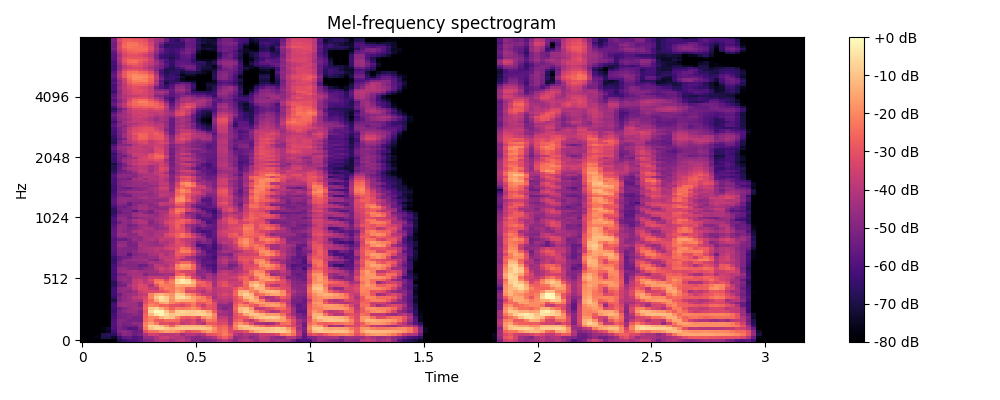 Mel-frequency spectrogram
Hz
4096
2048
1024
512
0
0 0.5 1 1.5 2 2.5 3
Time
+0 dB
-10 dB
-20 dB
-30 dB
-40 dB
-50 dB
-60 dB
-70 dB
-80 dB